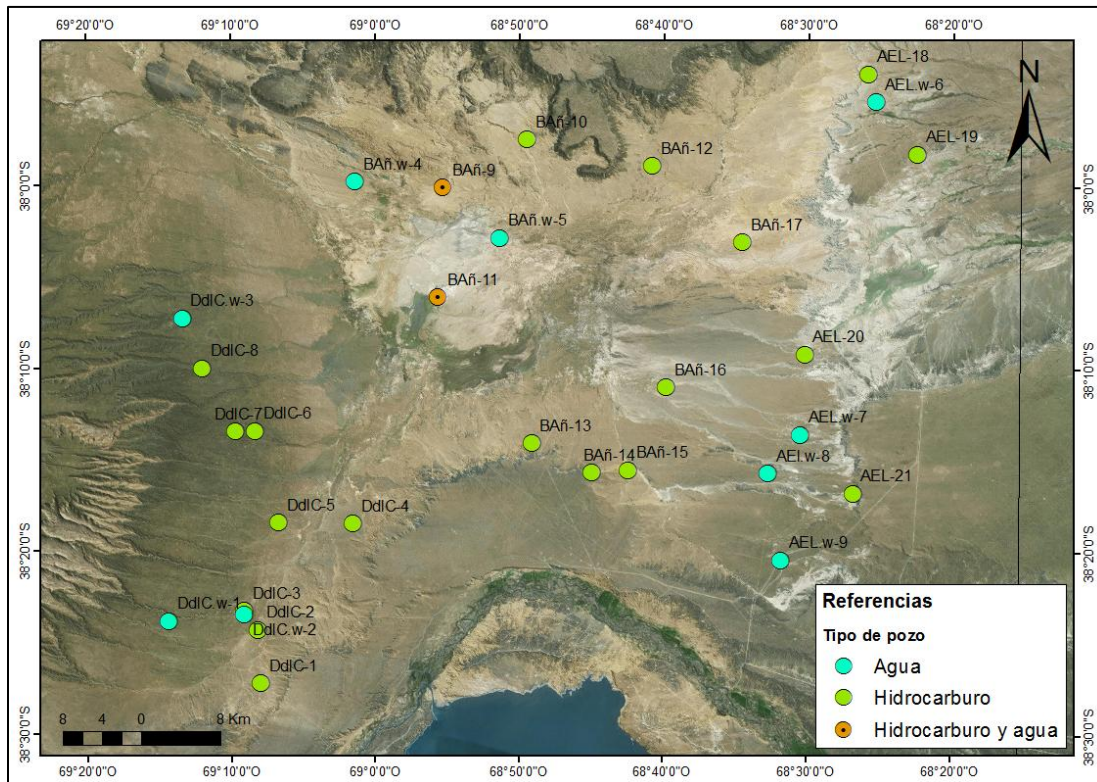 69°20'0"O 69°10'0"O 69°0'0"O 68°50'0"O 68°40'0"O 68°30'0"O 68°20'0"O
N
AEL-18
AEL.w-6
BAñ-10
AEL-19
BAñ-12
BAñ.w-4
BAñ-9
38°0'0"S
38°0'0"S
BAñ.w-5
BAñ-17
BAñ-11
DdlC.w-3
AEL-20
DdlC-8
38°10'0"S
38°10'0"S
BAñ-16
DdlC-7
DdlC-6
AEL.w-7
BAñ-13
BAñ-14
BAñ-15
AEl.w-8
AEL-21
DdlC-5
DdlC-4
38°20'0"S
38°20'0"S
AEL.w-9
DdlC-3
DdlC.w-1
DdlC-2
DdlC.w-2
DdlC-1
Referencias
Tipo de pozo
Agua
Hidrocarburo
Hidrocarburo y agua
8 4 0 8 Km
38°30'0"S
38°30'0"S
69°20'0"O 69°10'0"O 69°0'0"O 68°50'0"O 68°40'0"O 68°30'0"O 68°20'0"O